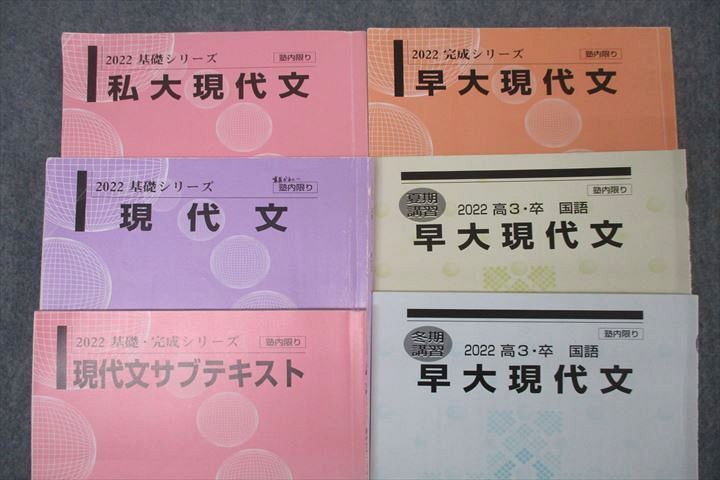 2022 基礎シリーズ
塾内限り
私大現代文
2022 完成シリーズ
塾内限り
早大現代文
2022 基礎シリーズ
塾内限り
現代文
夏期
講習
塾内限り
2022 高3・卒 国語
早大現代文
2022 基礎・完成シリーズ
塾内限り
現代文サブテキスト
冬期
講習
塾内限り
2022 高3・卒 国語
早大現代文